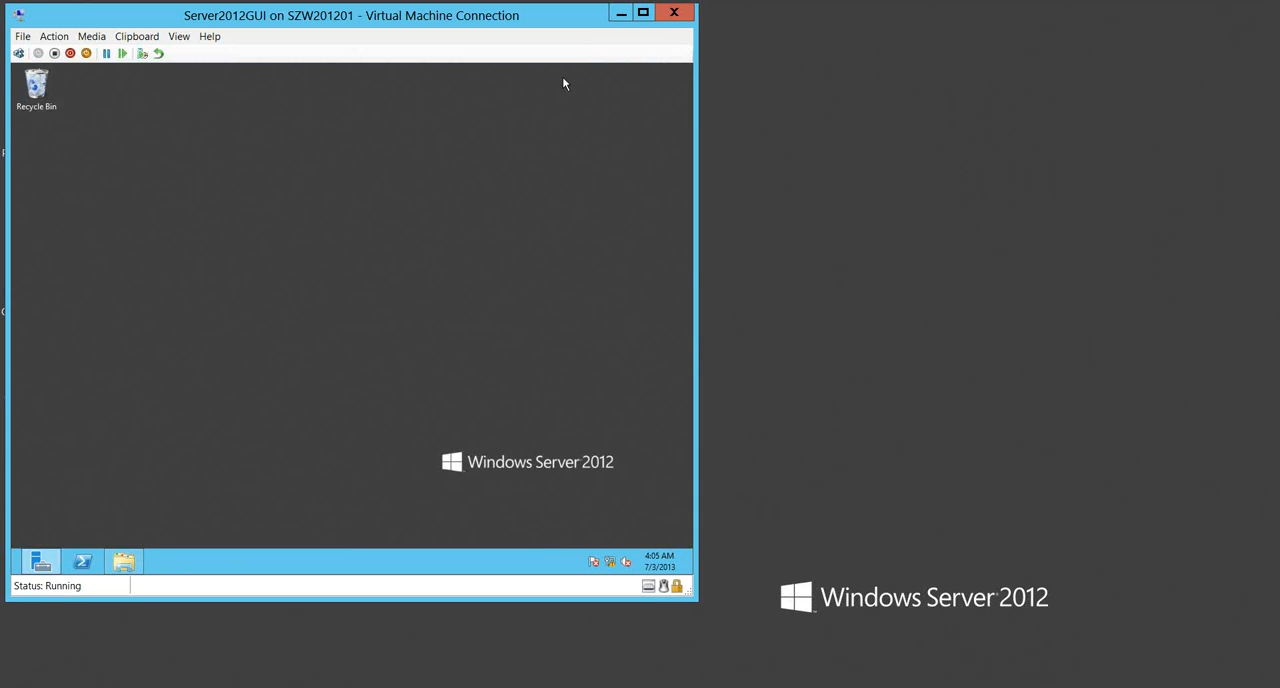 Server2012GUI on SZW201201 - Virtual Machine Connection
File Action Media Clipboard View Help
Recycle Bin
Windows Server 2012
4:05 AM
7/3/2013
Status: Running
Windows Server 2012